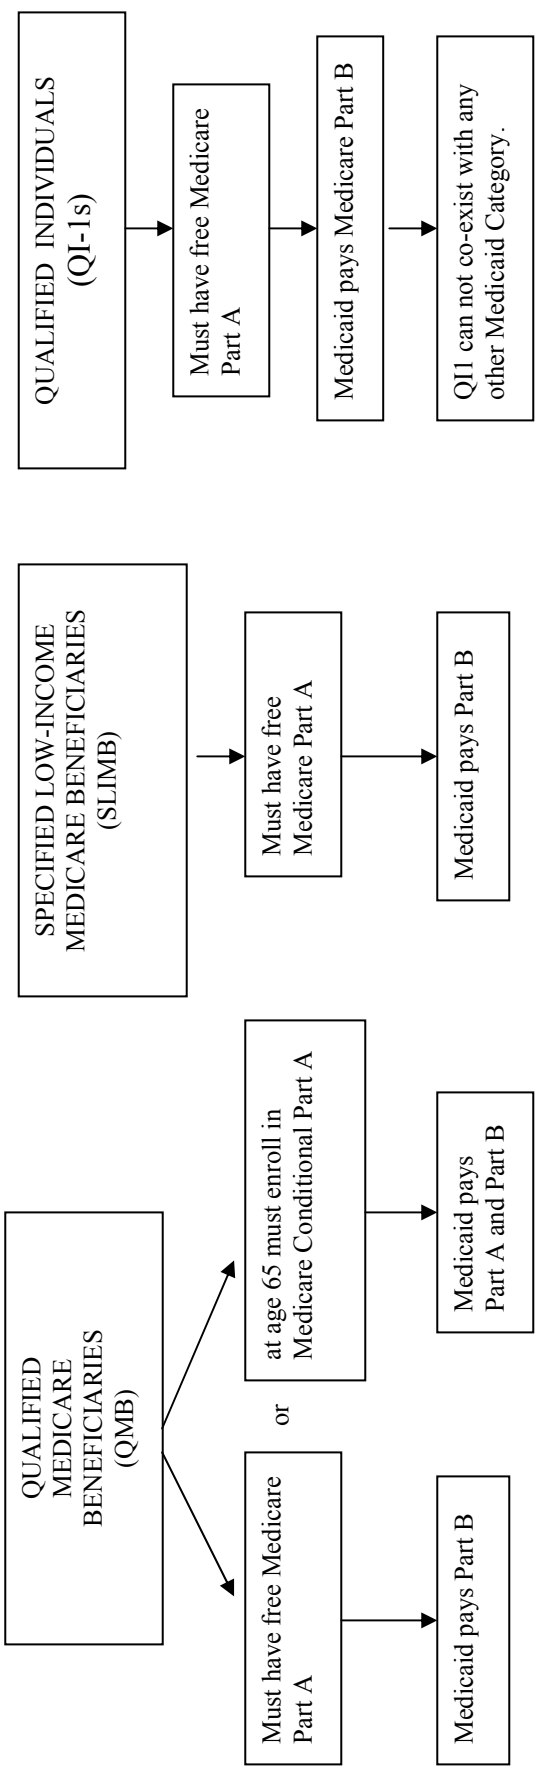 QUALIFIED
MEDICARE
BENEFICIARIES
(QMB)
Must have free Medicare
Part A
or
at age 65 must enroll in
Medicare Conditional Part A
Medicaid pays Part B
Medicaid pays
Part A and Part B
SPECIFIED LOW-INCOME
MEDICARE BENEFICIARIES
(SLIMB)
Must have free
Medicare Part A
Medicaid pays Part B
QUALIFIED INDIVIDUALS
(QI-1s)
Must have free Medicare
Part A
Medicaid pays Medicare Part B
QI1 can not co-exist with any
other Medicaid Category.